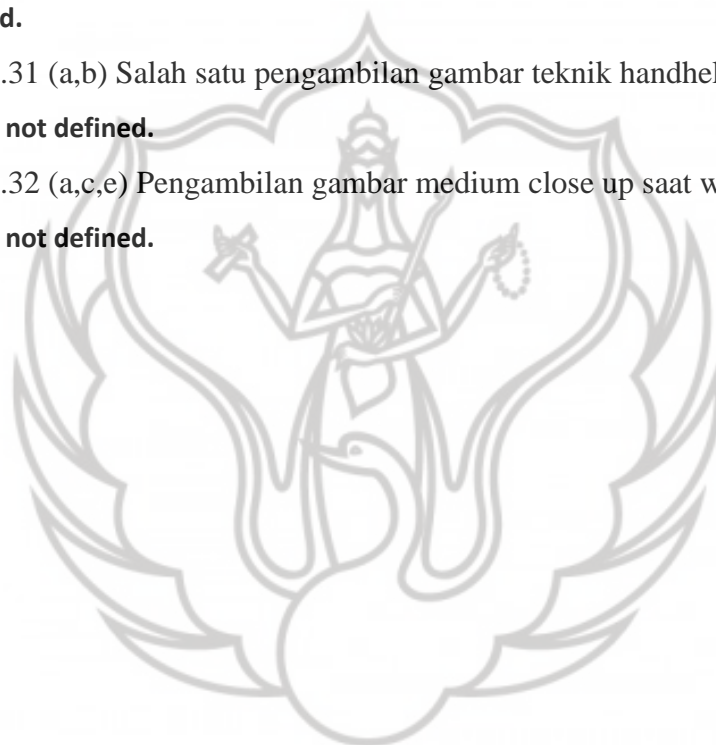 d.
.31 (a,b) Salah satu pengambilan gambar teknik handhel
not defined.
.32 (a,c,e) Pengambilan gambar medium close up saat w
not defined.